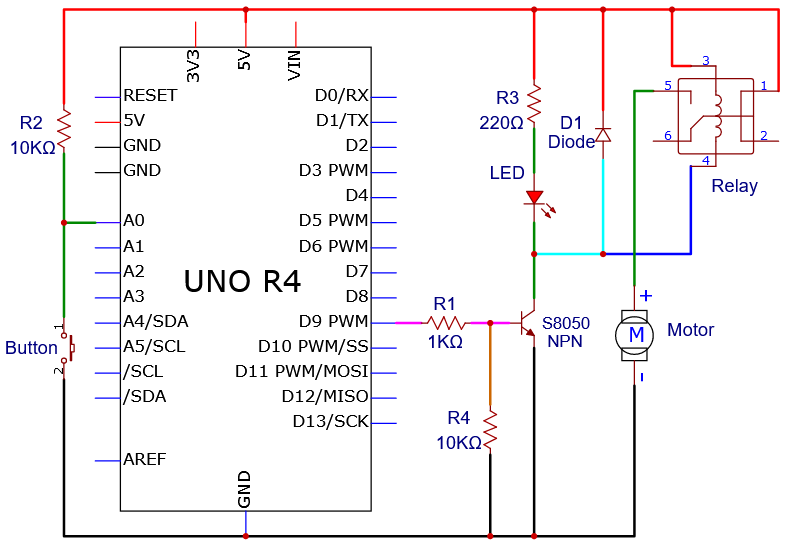 3V3
5V
VIN
RESET
5V
GND
GND
A0
A1
A2
A3
A4/SDA
A5/SCL
/SCL
/SDA
AREF
GND
UNO R4
D0/RX
D1/TX
D2
D3 PWM
D4
D5 PWM
D6 PWM
D7
D8
D9 PWM
D10 PWM/SS
D11 PWM/MOSI
D12/MISO
D13/SCK
R2
10KΩ
Button
1
2
R1
1KΩ
R4
10KΩ
R3
220Ω
LED
D1
Diode
S8050
NPN
3
5
1
6
2
4
Relay
+
M
-
Motor